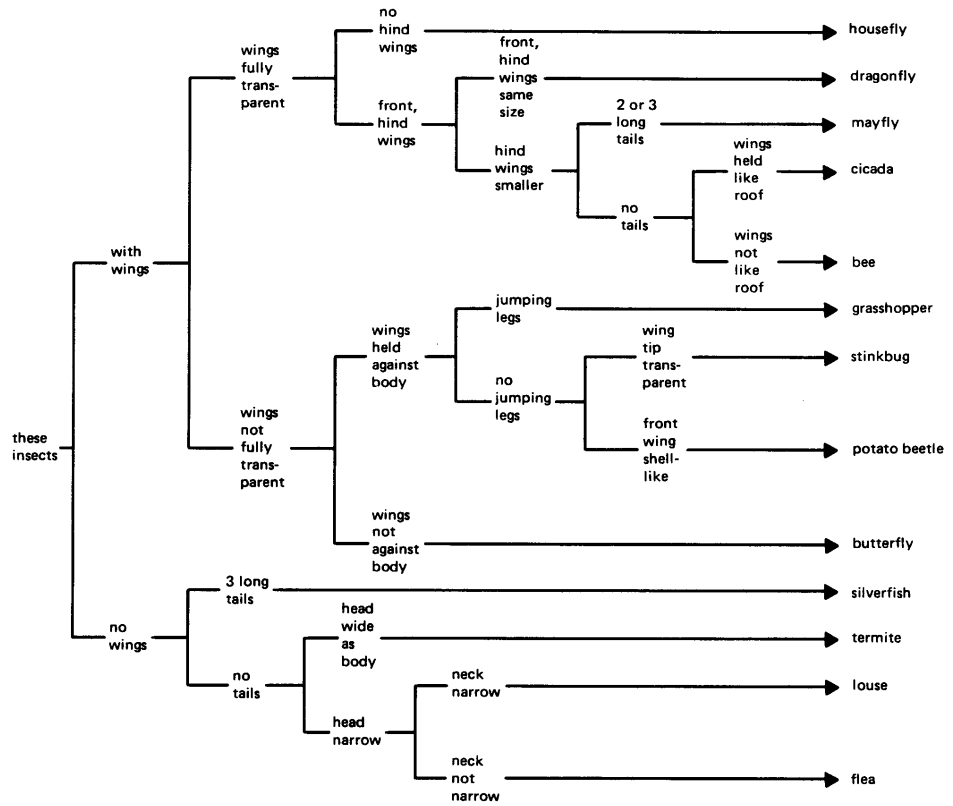 no
hind
wings
housefly
wings
fully
trans-
parent
front,
hind
wings
same
size
dragonfly
front,
hind
wings
2 or 3
long
tails
mayfly
hind
wings
smaller
wings
held
like
roof
cicada
no
tails
with
wings
wings
not
like
roof
bee
jumping
legs
grasshopper
wings
held
against
body
wing
tip
trans-
parent
stinkbug
no
jumping
legs
these
insects
wings
not
fully
trans-
parent
front
wing
shell-
like
potato beetle
wings
not
against
body
butterfly
3 long
tails
silverfish
no
wings
head
wide
as
body
termite
no
tails
neck
narrow
louse
head
narrow
neck
not
narrow
flea